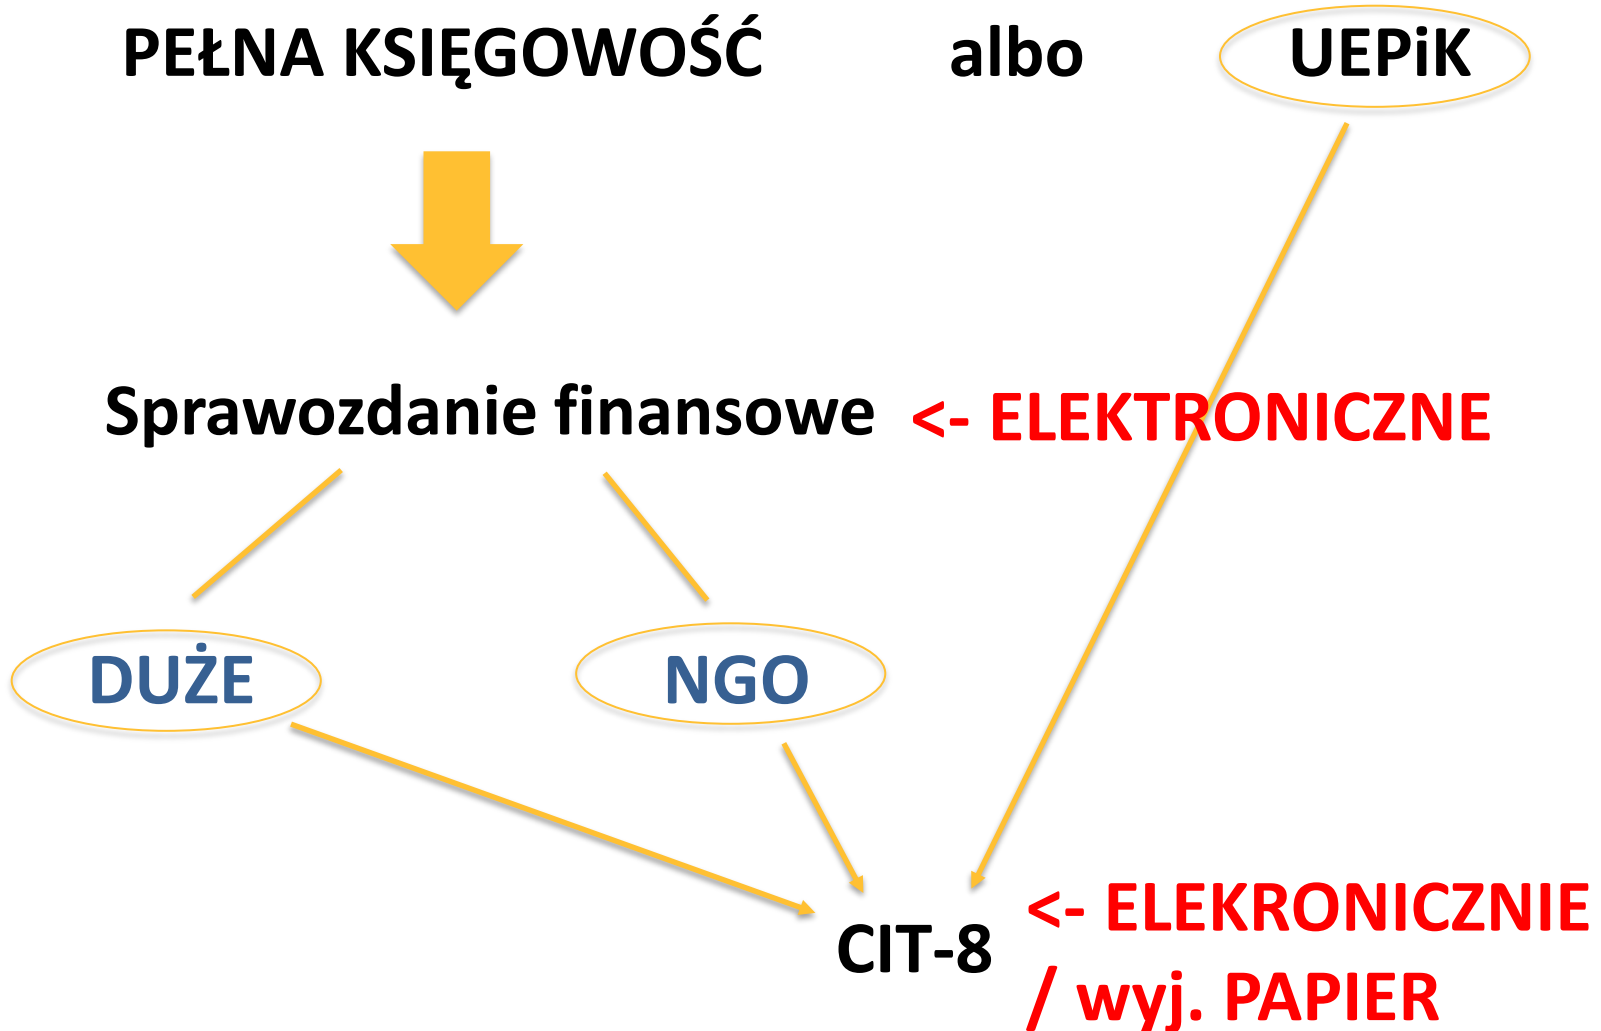 PEŁNA KSIĘGOWOŚĆ albo UEPiK
Sprawozdanie finansowe <- ELEKTRONICZNE
DUŻE NGO
CIT-8 <- ELEKRONICZNIE
/ wyj. PAPIER